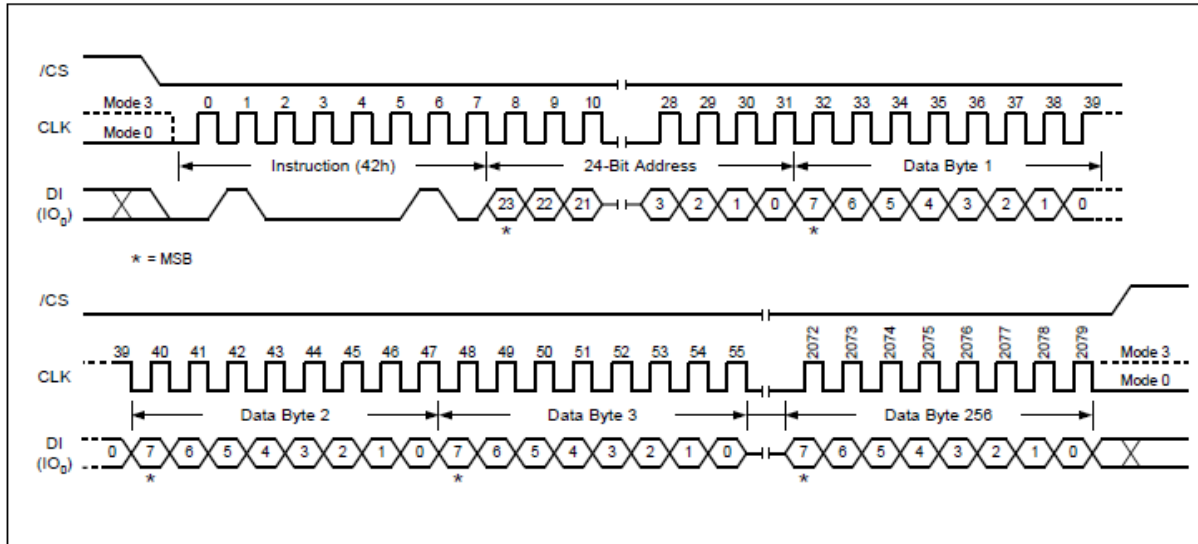 /CS
Mode 3 0 1 2 3 4 5 6 7 8 9 10 28 29 30 31 32 33 34 35 36 37 38 39
CLK Mode 0
Instruction (42h) 24-Bit Address Data Byte 1
DI
(IO0) 23 22 21 3 2 1 0 7 6 5 4 3 2 1 0
* *
* = MSB
/CS
39 40 41 42 43 44 45 46 47 48 49 50 51 52 53 54 55 2072 2073 2074 2075 2076 2077 2078 2079 Mode 3
CLK Mode 0
Data Byte 2 Data Byte 3 Data Byte 256
DI
(IO0) 0 7 6 5 4 3 2 1 0 7 6 5 4 3 2 1 0 7 6 5 4 3 2 1 0
* * *